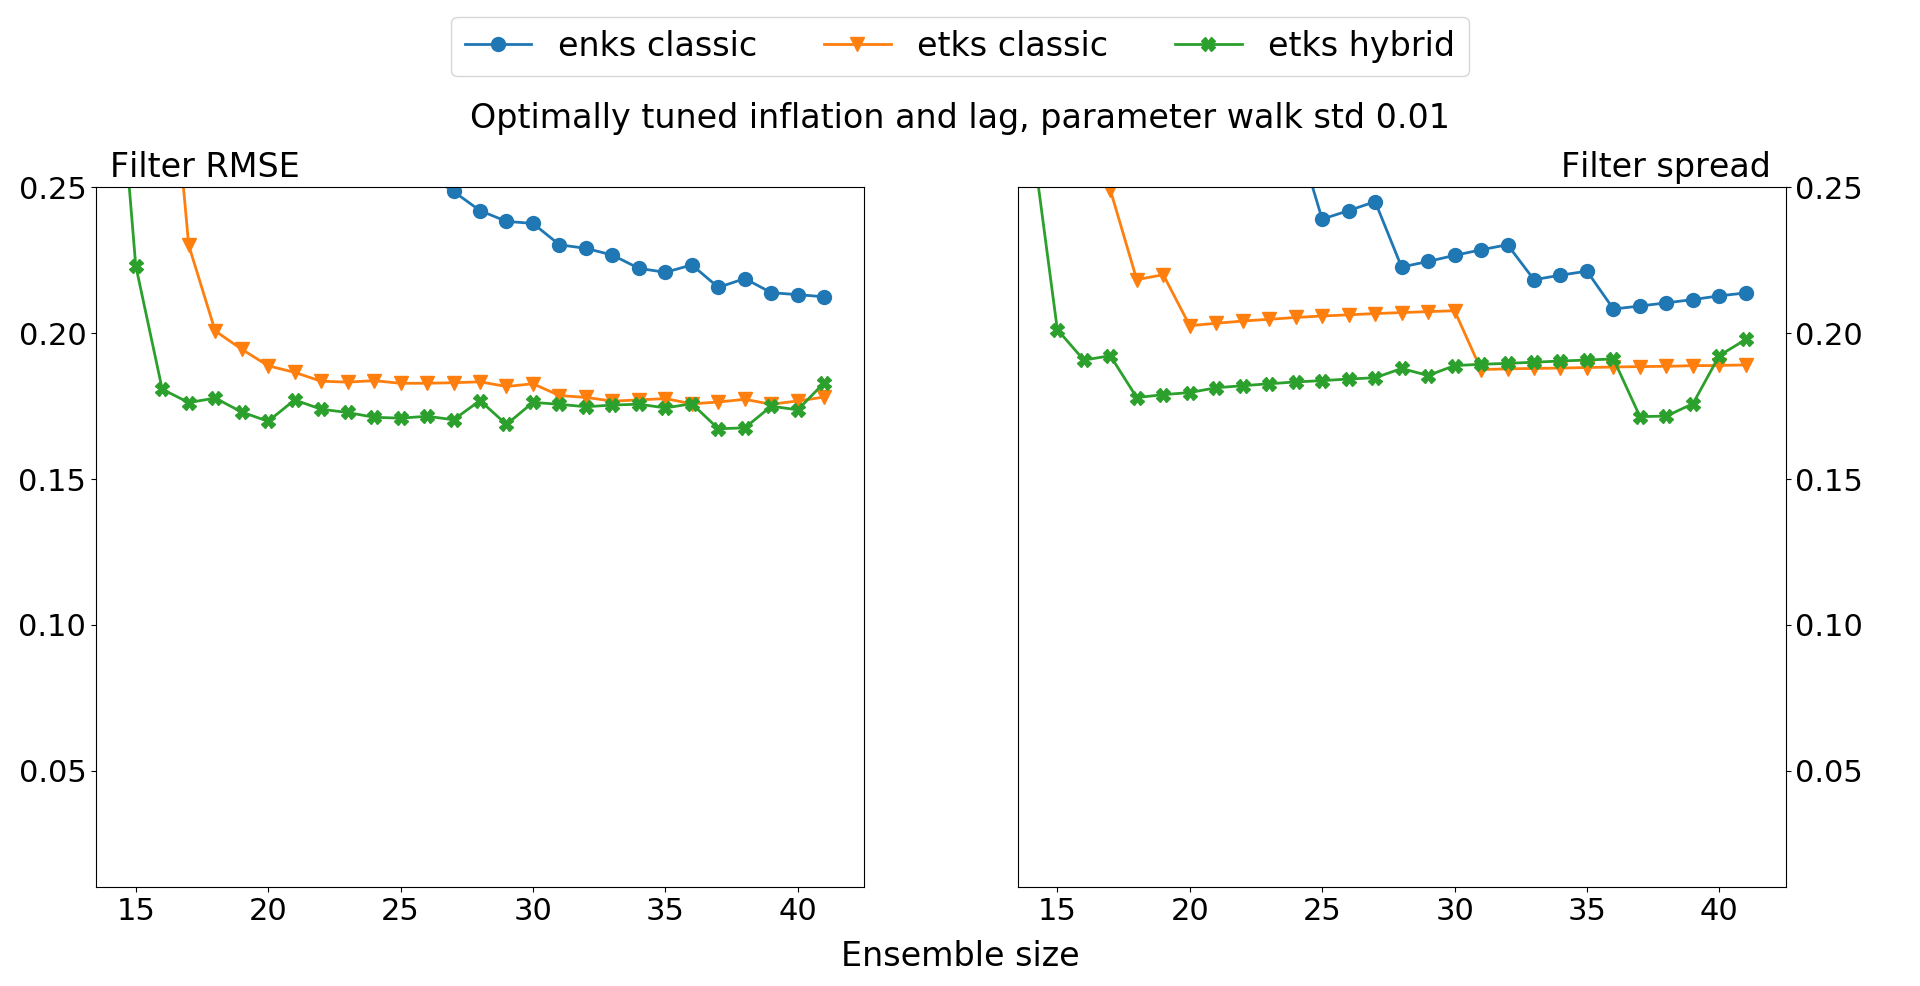 enks classic etks classic etks hybrid
Optimally tuned inflation and lag, parameter walk std 0.01
Filter RMSE
Filter spread
0.25
0.20
0.15
0.10
0.05
15 20 25 30 35 40
0.25
0.20
0.15
0.10
0.05
15 20 25 30 35 40
Ensemble size